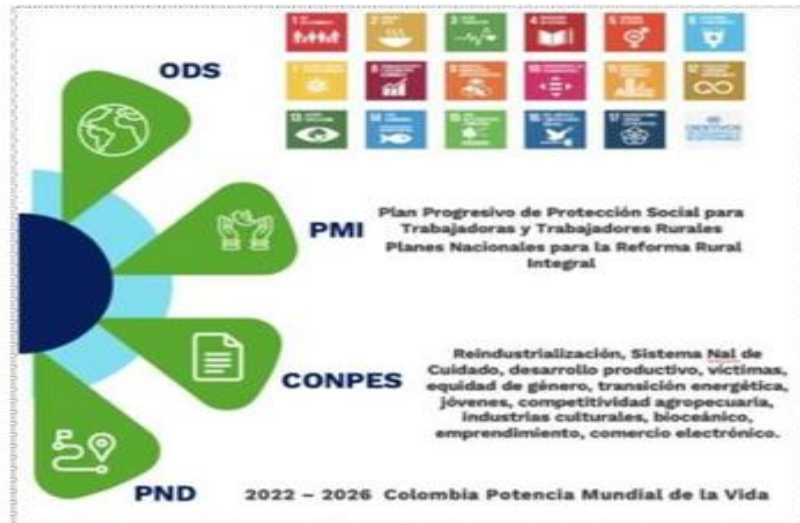 ODS
PMI
Plan Progresivo de Protección Social para
Trabajadoras y Trabajadores Rurales
Planes Nacionales para la Reforma Rural
Integral
CONPES
Reindustrialización, Sistema Nal de
Cuidado, desarrollo productivo, víctimas,
equidad de género, transición energética,
jóvenes, competitividad agropecuaria,
industrias culturales, bioceánico,
emprendimiento, comercio electrónico.
PND
2022 – 2026 Colombia Potencia Mundial de la Vida